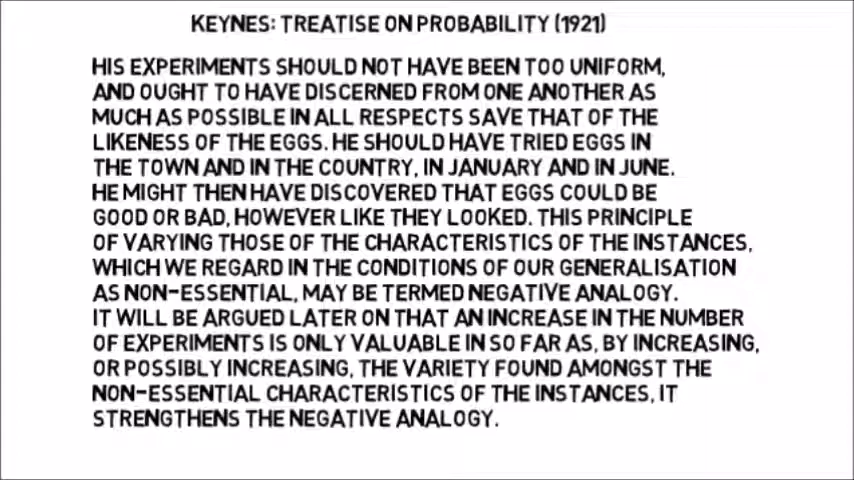 KEYNES: TREATISE ON PROBABILITY (1921)
HIS EXPERIMENTS SHOULD NOT HAVE BEEN TOO UNIFORM,
AND OUGHT TO HAVE DISCERNED FROM ONE ANOTHER AS
MUCH AS POSSIBLE IN ALL RESPECTS SAVE THAT OF THE
LIKENESS OF THE EGGS. HE SHOULD HAVE TRIED EGGS IN
THE TOWN AND IN THE COUNTRY, IN JANUARY AND IN JUNE.
HE MIGHT THEN HAVE DISCOVERED THAT EGGS COULD BE
GOOD OR BAD, HOWEVER LIKE THEY LOOKED. THIS PRINCIPLE
OF VARYING THOSE OF THE CHARACTERISTICS OF THE INSTANCES,
WHICH WE REGARD IN THE CONDITIONS OF OUR GENERALISATION
AS NON-ESSENTIAL, MAY BE TERMED NEGATIVE ANALOGY.
IT WILL BE ARGUED LATER ON THAT AN INCREASE IN THE NUMBER
OF EXPERIMENTS IS ONLY VALUABLE IN SO FAR AS, BY INCREASING,
OR POSSIBLY INCREASING, THE VARIETY FOUND AMONGST THE
NON-ESSENTIAL CHARACTERISTICS OF THE INSTANCES, IT
STRENGTHENS THE NEGATIVE ANALOGY.